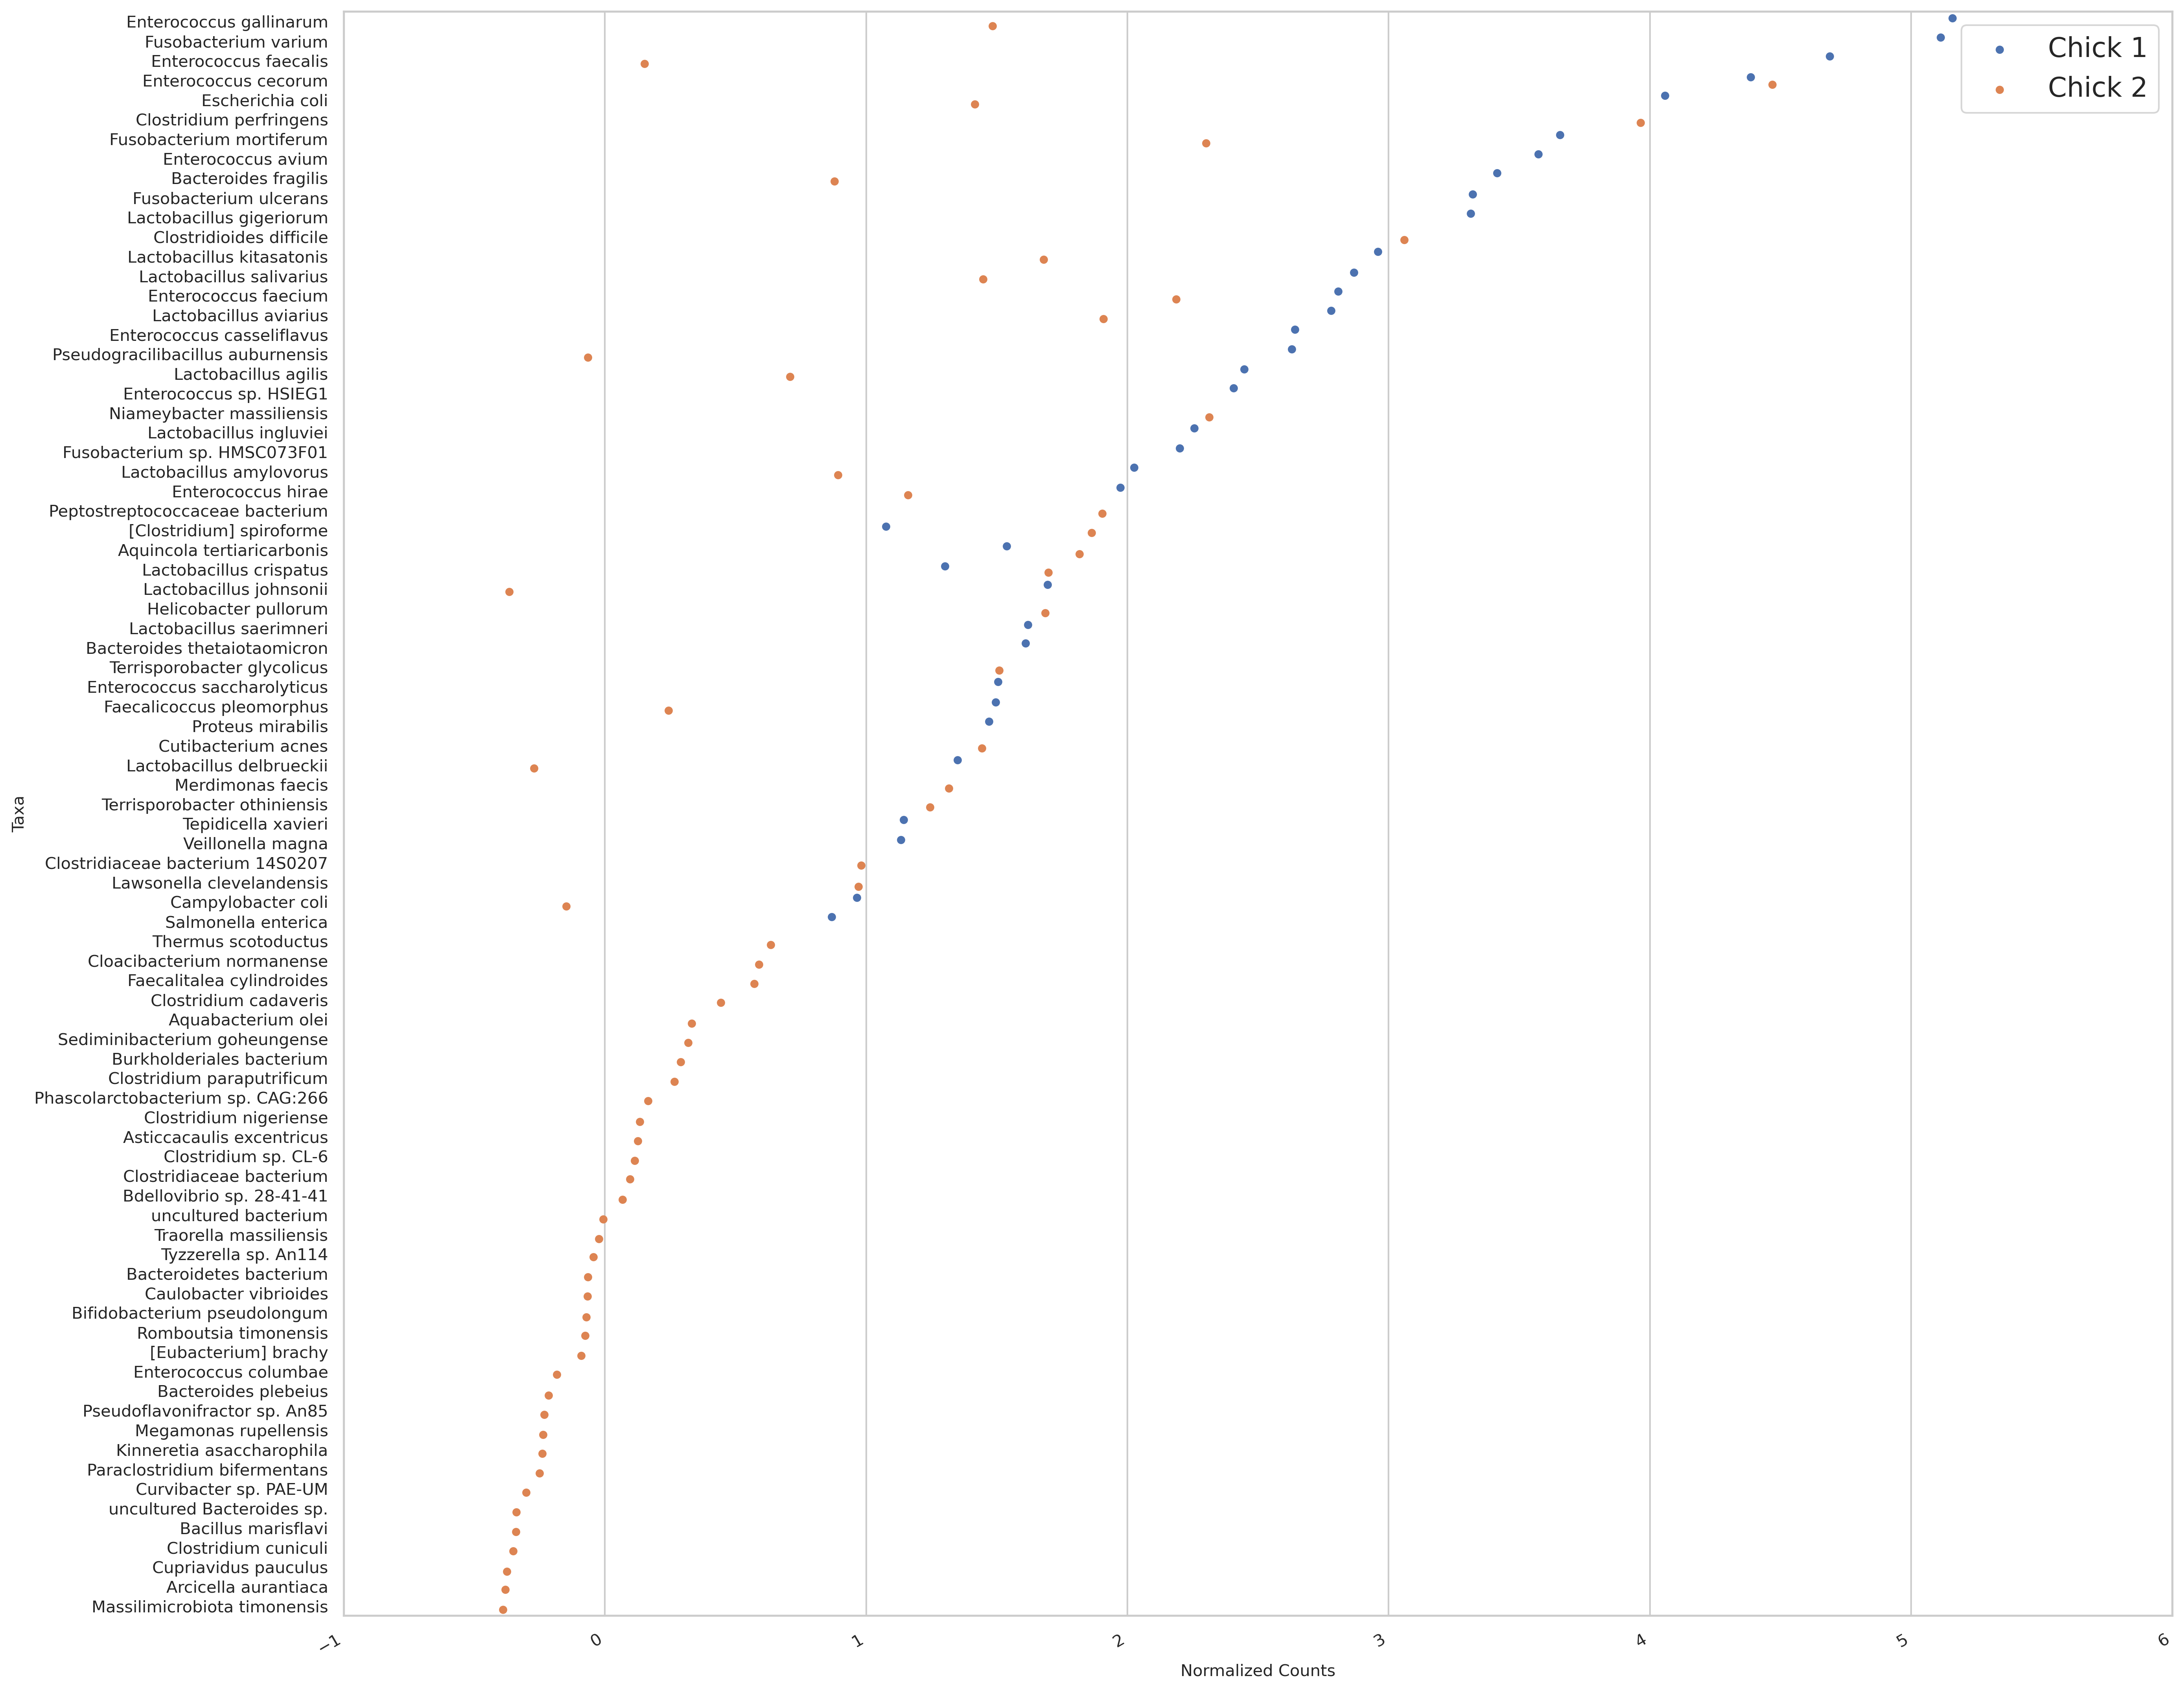 Enterococcus gallinarum
Fusobacterium varium
Enterococcus faecalis
Enterococcus cecorum
Escherichia coli
Clostridium perfringens
Fusobacterium mortiferum
Enterococcus avium
Bacteroides fragilis
Fusobacterium ulcerans
Lactobacillus gigeriorum
Clostridioides difficile
Lactobacillus kitasatonis
Lactobacillus salivarius
Enterococcus faecium
Lactobacillus aviarius
Enterococcus casseliflavus
Pseudogracilibacillus auburnensis
Lactobacillus agilis
Enterococcus sp. HSIEG1
Niameybacter massiliensis
Lactobacillus ingluviei
Fusobacterium sp. HMSC073F01
Lactobacillus amylovorus
Enterococcus hirae
Peptostreptococcaceae bacterium
[Clostridium] spiroforme
Aquincola tertiaricarbonis
Lactobacillus crispatus
Lactobacillus johnsonii
Helicobacter pullorum
Lactobacillus saerimneri
Bacteroides thetaiotaomicron
Terrisporobacter glycolicus
Enterococcus saccharolyticus
Faecalicoccus pleomorphus
Proteus mirabilis
Cutibacterium acnes
Lactobacillus delbrueckii
Merdimonas faecis
Terrisporobacter othiniensis
Tepidicella xavieri
Veillonella magna
Clostridiaceae bacterium 14S0207
Lawsonella clevelandensis
Campylobacter coli
Salmonella enterica
Thermus scotoductus
Cloacibacterium normanense
Faecalitalea cylindroides
Clostridium cadaveris
Aquabacterium olei
Sediminibacterium goheungense
Burkholderiales bacterium
Clostridium paraputrificum
Phascolarctobacterium sp. CAG:266
Clostridium nigeriense
Asticcacaulis excentricus
Clostridium sp. CL-6
Clostridiaceae bacterium
Bdellovibrio sp. 28-41-41
uncultured bacterium
Traorella massiliensis
Tyzzerella sp. An114
Bacteroidetes bacterium
Caulobacter vibrioides
Bifidobacterium pseudolongum
Romboutsia timonensis
[Eubacterium] brachy
Enterococcus columbae
Bacteroides plebeius
Pseudoflavonifractor sp. An85
Megamonas rupellensis
Kinneretia asaccharophila
Paraclostridium bifermentans
Curvibacter sp. PAE-UM
uncultured Bacteroides sp.
Bacillus marisflavi
Clostridium cuniculi
Cupriavidus pauculus
Arcicella aurantiaca
Massilimicrobiota timonensis
Taxa
Chick 1
Chick 2
−1 0 1 2 3 4 5 6
Normalized Counts